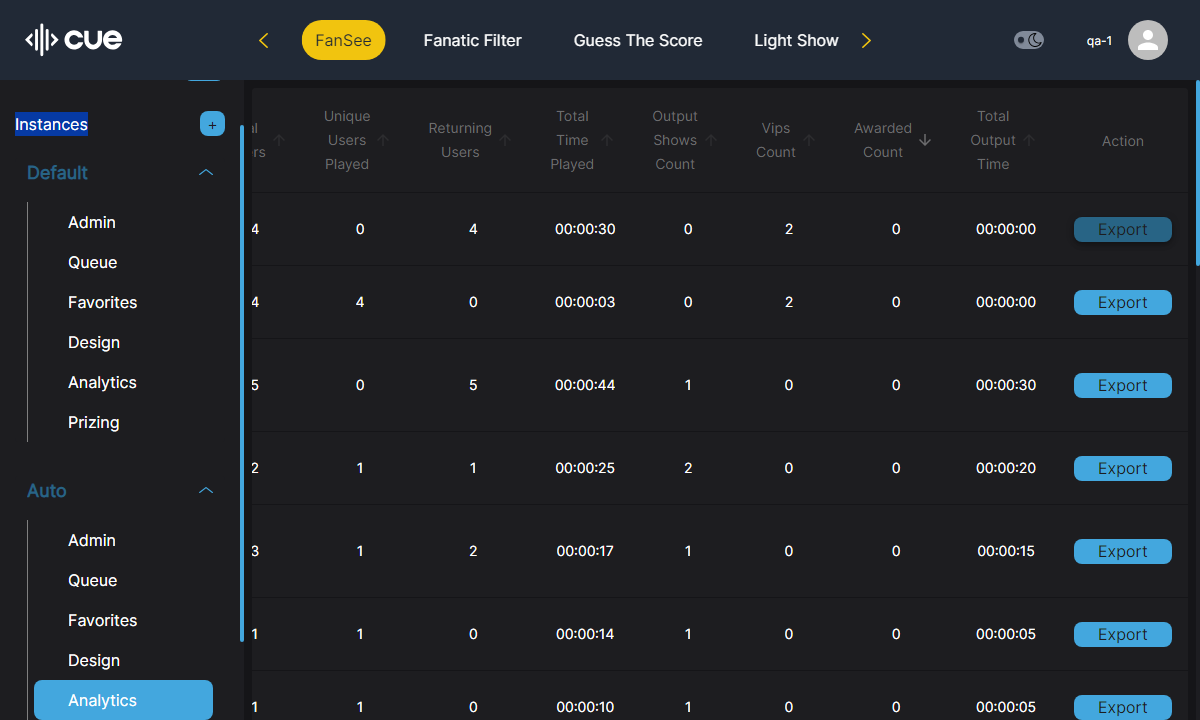 cue
FanSee
Fanatic Filter
Guess The Score
Light Show
qa-1
Instances
+
Default
Admin
Queue
Favorites
Design
Analytics
Prizing
Auto
Admin
Queue
Favorites
Design
Analytics
Unique
Users
Played
Returning
Users
Total
Time
Played
Output
Shows
Count
Vips
Count
Awarded
Count
Total
Output
Time
Action
4 0 4 00:00:30 0 2 0 00:00:00 Export
4 4 0 00:00:03 0 2 0 00:00:00 Export
5 0 5 00:00:44 1 0 0 00:00:30 Export
2 1 1 00:00:25 2 0 0 00:00:20 Export
3 1 2 00:00:17 1 0 0 00:00:15 Export
1 1 0 00:00:14 1 0 0 00:00:05 Export
1 1 0 00:00:10 1 0 0 00:00:05 Export